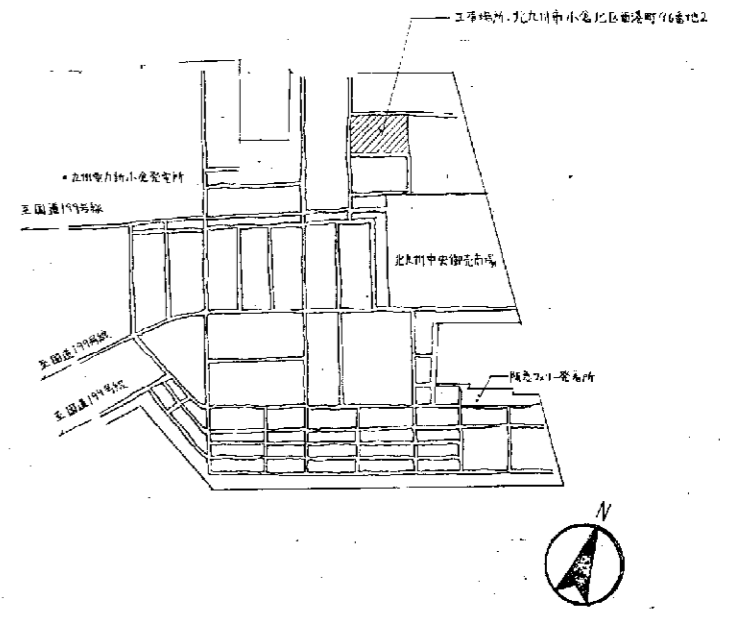 工事場所.北九州市小倉北区西港町96番地2
・九州電力新小倉発電所
至国道199号線
北九州中央卸売市場
至国道199号線
阪急フェリー発着所
至国道199号線
N